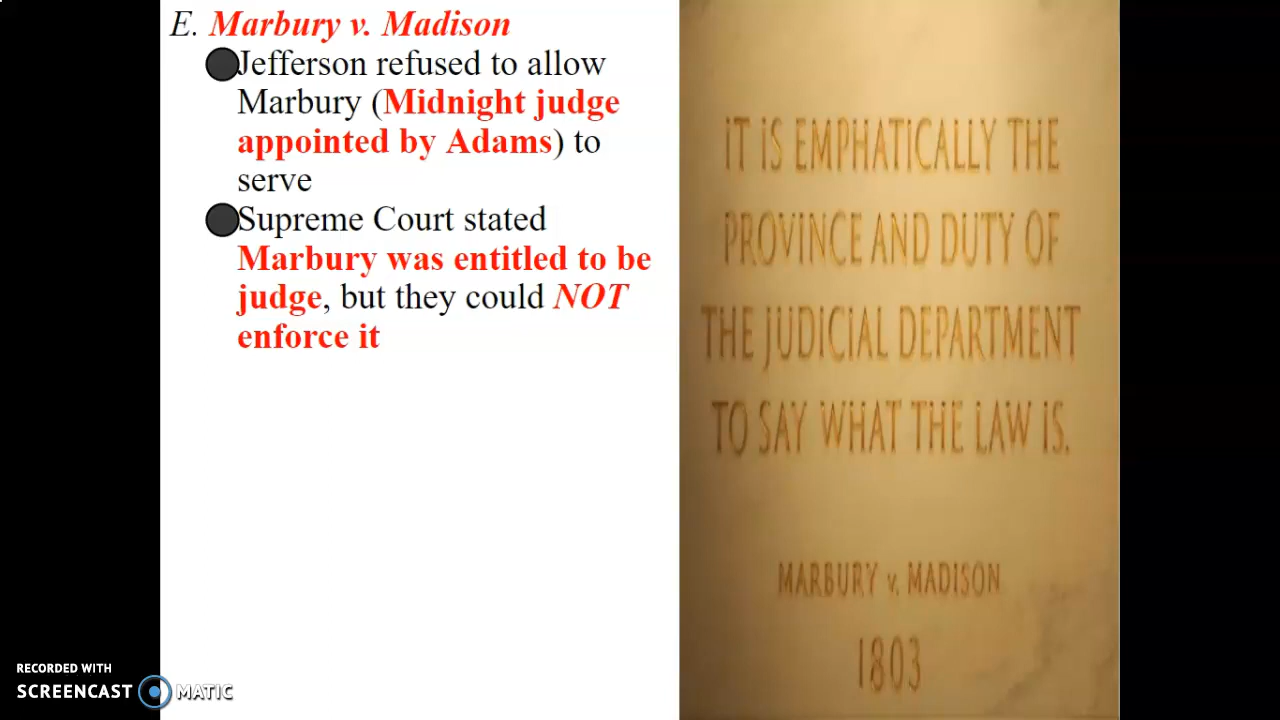 E. Marbury v. Madison
Jefferson refused to allow
Marbury (Midnight judge
appointed by Adams) to
serve
Supreme Court stated
Marbury was entitled to be
judge, but they could NOT
enforce it
IT IS EMPHATICALLY THE
PROVINCE AND DUTY OF
THE JUDICIAL DEPARTMENT
TO SAY WHAT THE LAW IS.
MARBURY v. MADISON
1803
RECORDED WITH
SCREENCAST MATIC